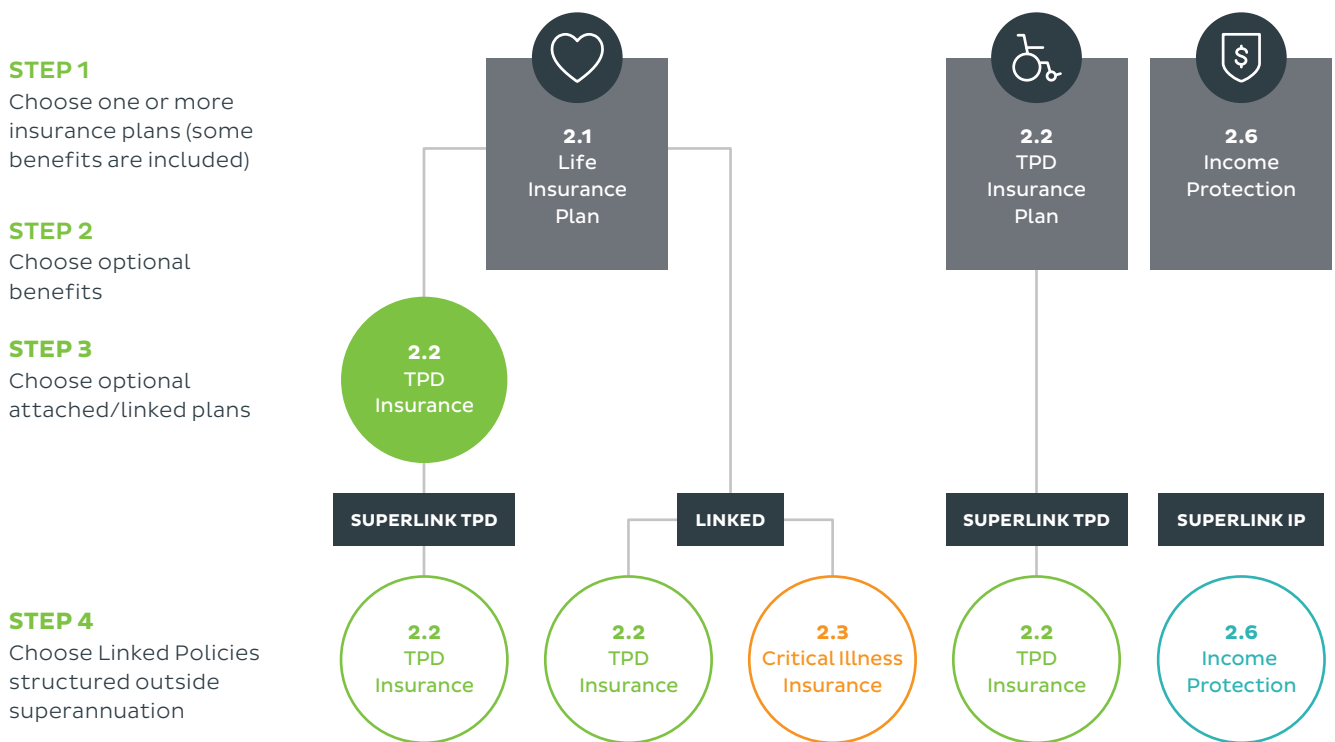 STEP 1
Choose one or more
insurance plans (some
benefits are included)
STEP 2
Choose optional
benefits
STEP 3
Choose optional
attached/linked plans
STEP 4
Choose Linked Policies
structured outside
superannuation
2.1
Life
Insurance
Plan
2.2
TPD
Insurance
Plan
$
2.6
Income
Protection
2.2
TPD
Insurance
SUPERLINK TPD
LINKED
SUPERLINK TPD
SUPERLINK IP
2.2
TPD
Insurance
2.2
TPD
Insurance
2.3
Critical Illness
Insurance
2.2
TPD
Insurance
2.6
Income
Protection